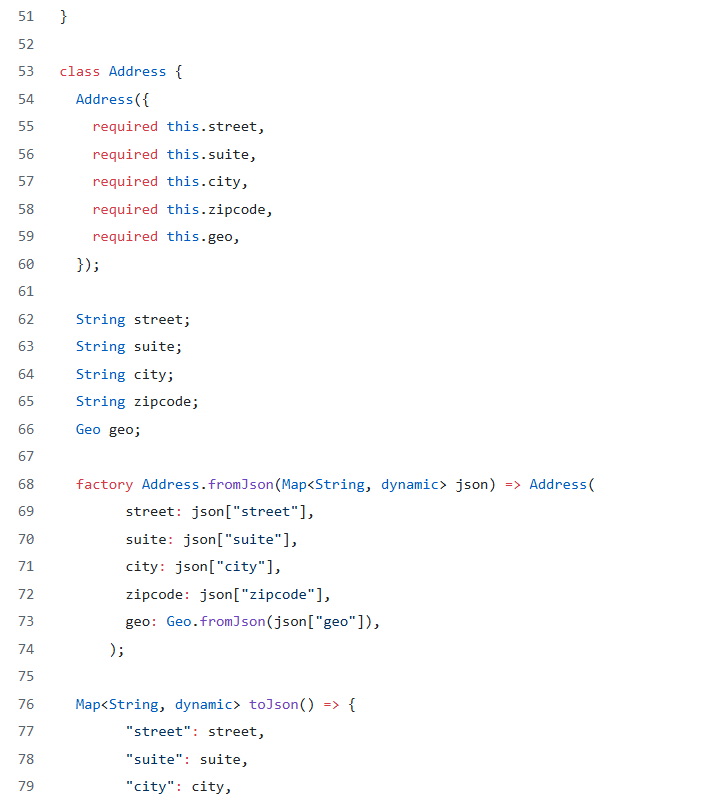 51 }
52
53 class Address {
54   Address({
55     required this.street,
56     required this.suite,
57     required this.city,
58     required this.zipcode,
59     required this.geo,
60   });
61
62   String street;
63   String suite;
64   String city;
65   String zipcode;
66   Geo geo;
67
68   factory Address.fromJson(Map<String, dynamic> json) => Address(
69         street: json["street"],
70         suite: json["suite"],
71         city: json["city"],
72         zipcode: json["zipcode"],
73         geo: Geo.fromJson(json["geo"]),
74       );
75
76   Map<String, dynamic> toJson() => {
77         "street": street,
78         "suite": suite,
79         "city": city,